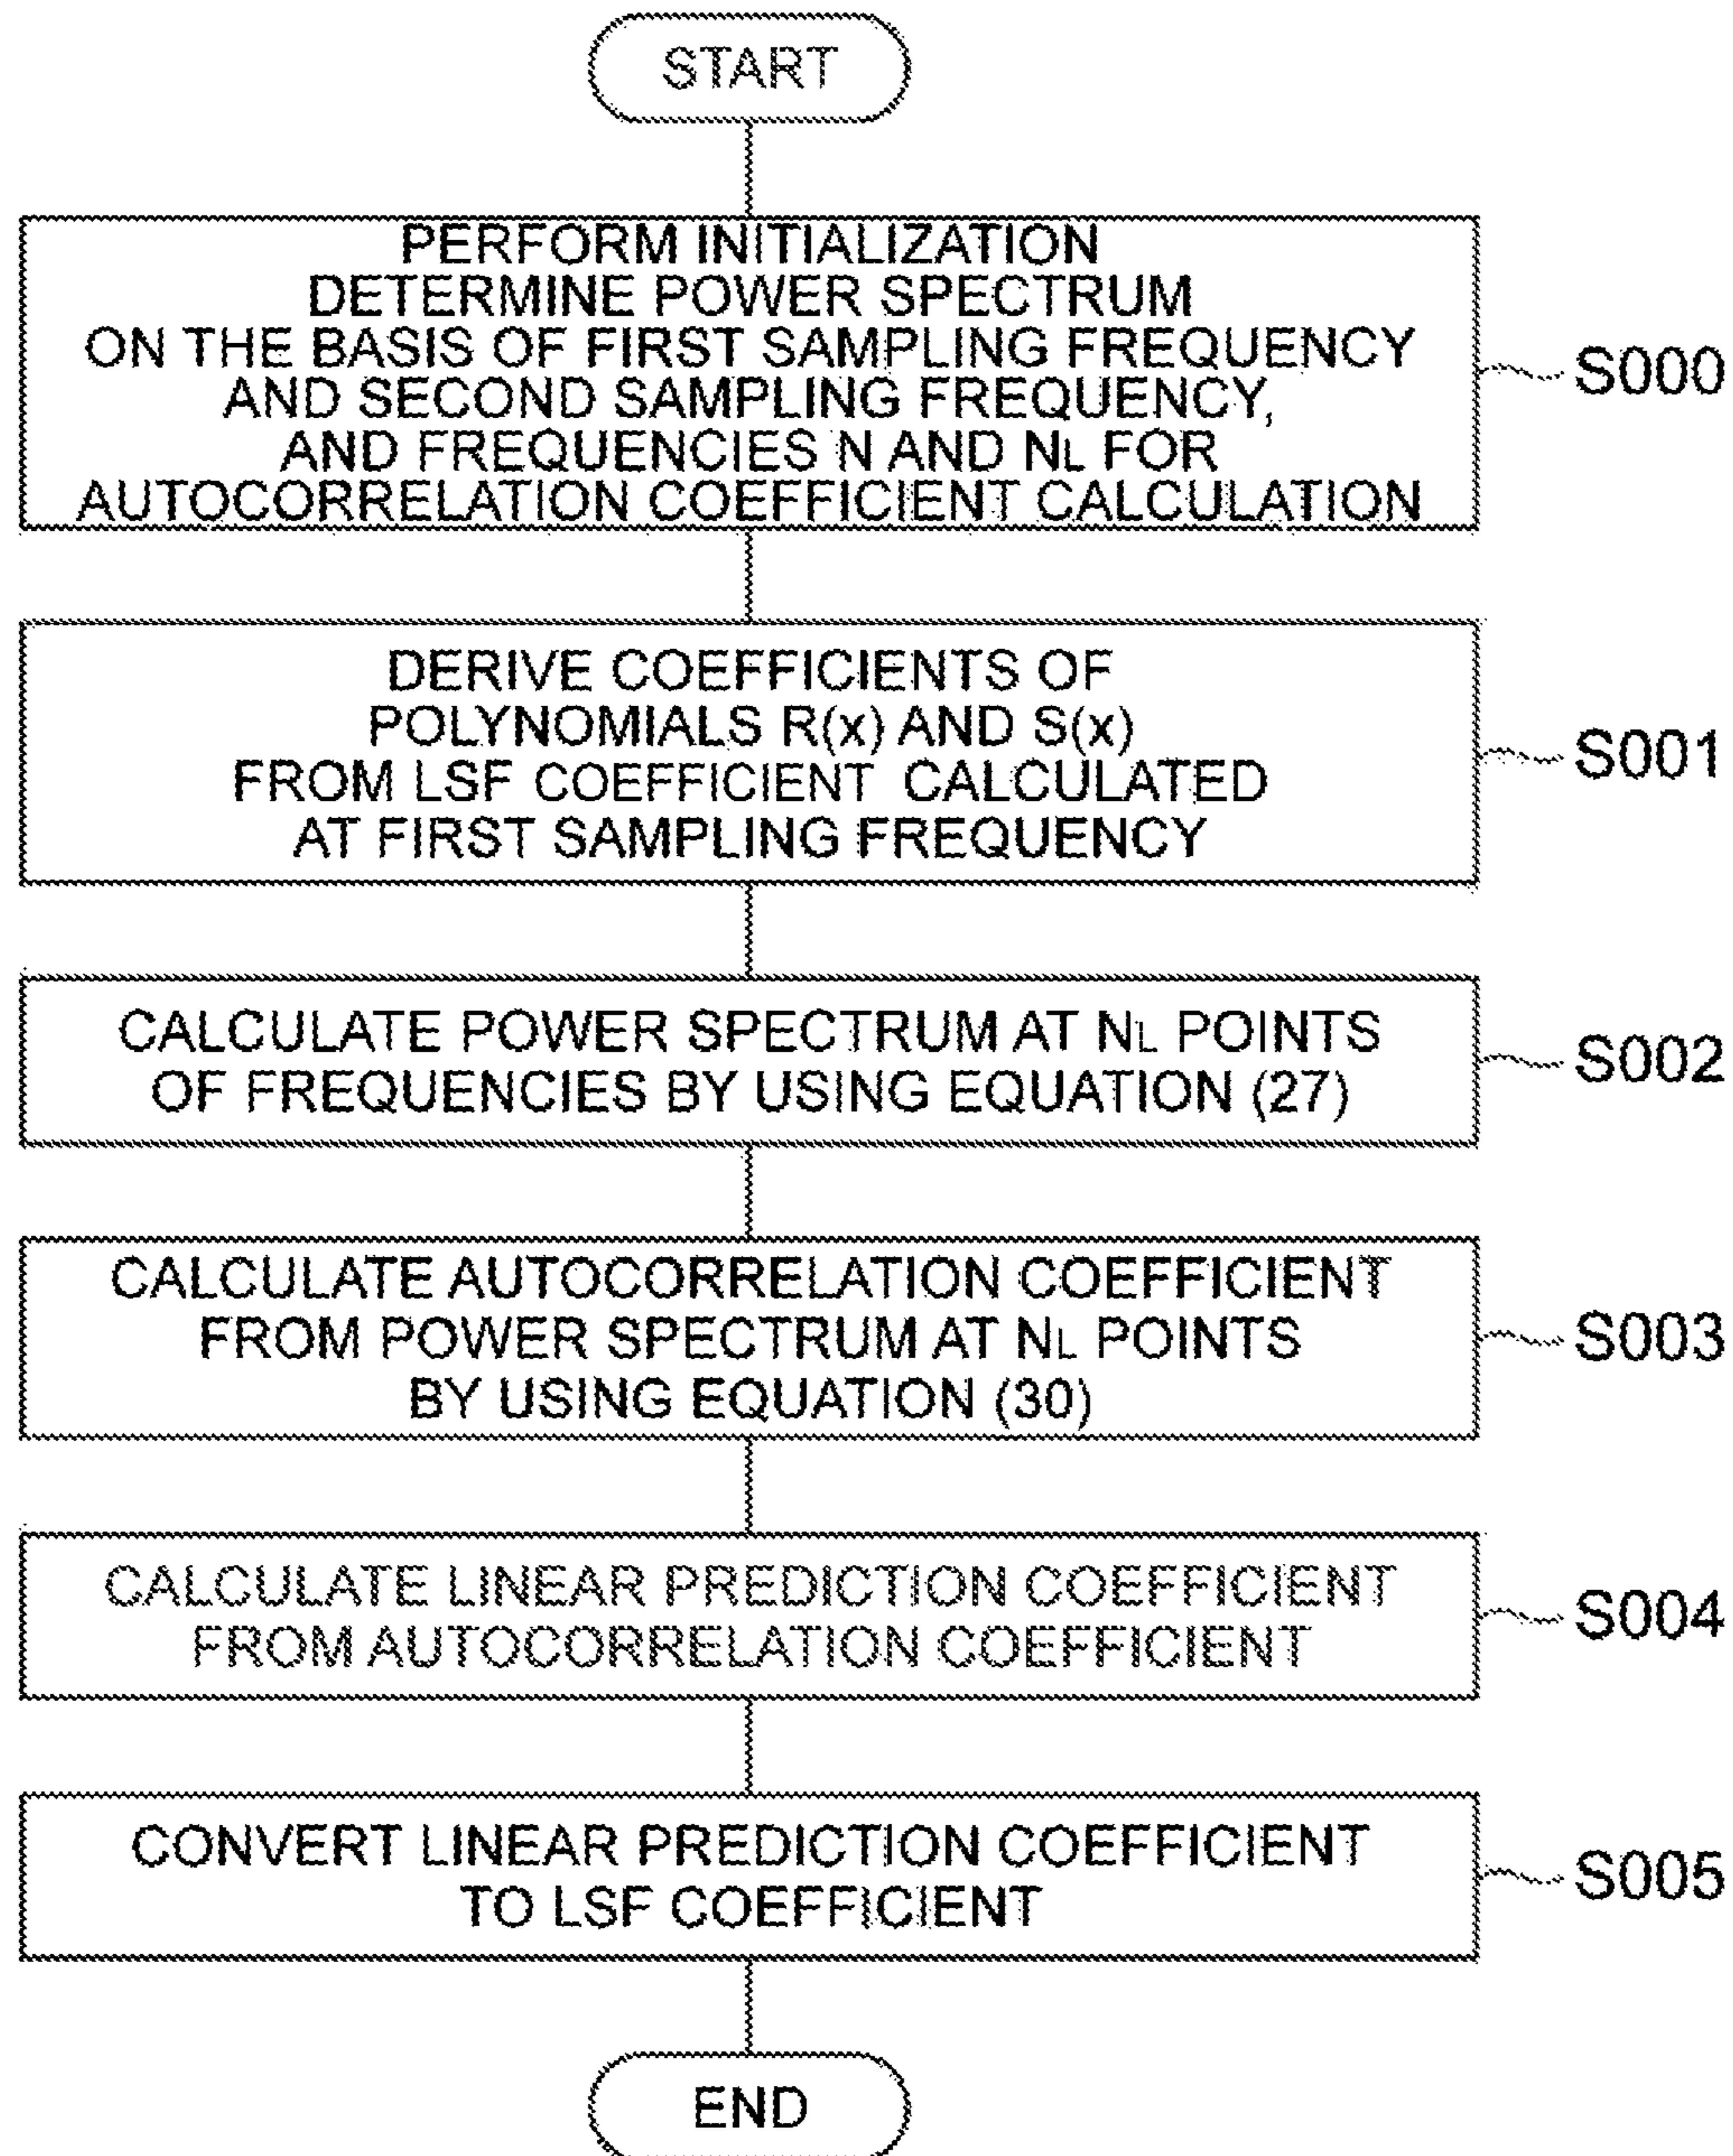 START
PERFORM INITIALIZATION
DETERMINE POWER SPECTRUM
ON THE BASIS OF FIRST SAMPLING FREQUENCY
AND SECOND SAMPLING FREQUENCY,
AND FREQUENCIES N AND NL FOR
AUTOCORRELATION COEFFICIENT CALCULATION
S000
DERIVE COEFFICIENTS OF
POLYNOMIALS R(x) AND S(x)
FROM LSF COEFFICIENT CALCULATED
AT FIRST SAMPLING FREQUENCY
S001
CALCULATE POWER SPECTRUM AT NL POINTS
OF FREQUENCIES BY USING EQUATION (27)
S002
CALCULATE AUTOCORRELATION COEFFICIENT
FROM POWER SPECTRUM AT NL POINTS
BY USING EQUATION (30)
S003
CALCULATE LINEAR PREDICTION COEFFICIENT
FROM AUTOCORRELATION COEFFICIENT
S004
CONVERT LINEAR PREDICTION COEFFICIENT
TO LSF COEFFICIENT
S005
END